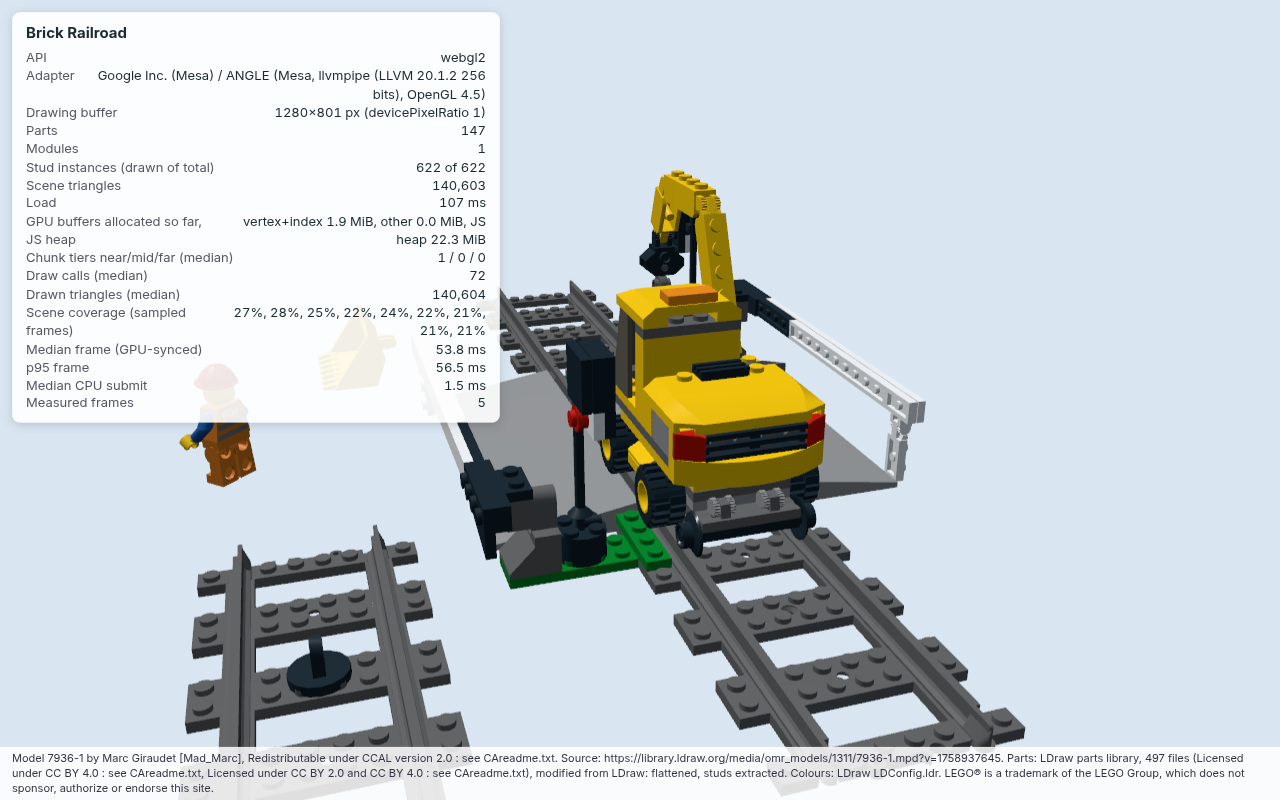 Brick Railroad
API webgl2
Adapter Google Inc. (Mesa) / ANGLE (Mesa, llvmpipe (LLVM 20.1.2 256
bits), OpenGL 4.5)
Drawing buffer 1280×801 px (devicePixelRatio 1)
Parts 147
Modules 1
Stud instances (drawn of total) 622 of 622
Scene triangles 140,603
Load 107 ms
GPU buffers allocated so far, vertex+index 1.9 MiB, other 0.0 MiB, JS
JS heap heap 22.3 MiB
Chunk tiers near/mid/far (median) 1 / 0 / 0
Draw calls (median) 72
Drawn triangles (median) 140,604
Scene coverage (sampled 27%, 28%, 25%, 22%, 24%, 22%, 21%,
frames) 21%, 21%
Median frame (GPU-synced) 53.8 ms
p95 frame 56.5 ms
Median CPU submit 1.5 ms
Measured frames 5
Model 7936-1 by Marc Giraudet [Mad_Marc], Redistributable under CCAL version 2.0 : see CAreadme.txt. Source: https://library.ldraw.org/media/omr_models/1311/7936-1.mpd?v=1758937645. Parts: LDraw parts library, 497 files (Licensed
under CC BY 4.0 : see CAreadme.txt, Licensed under CC BY 2.0 and CC BY 4.0 : see CAreadme.txt), modified from LDraw: flattened, studs extracted. Colours: LDraw LDConfig.ldr. LEGO® is a trademark of the LEGO Group, which does not
sponsor, authorize or endorse this site.